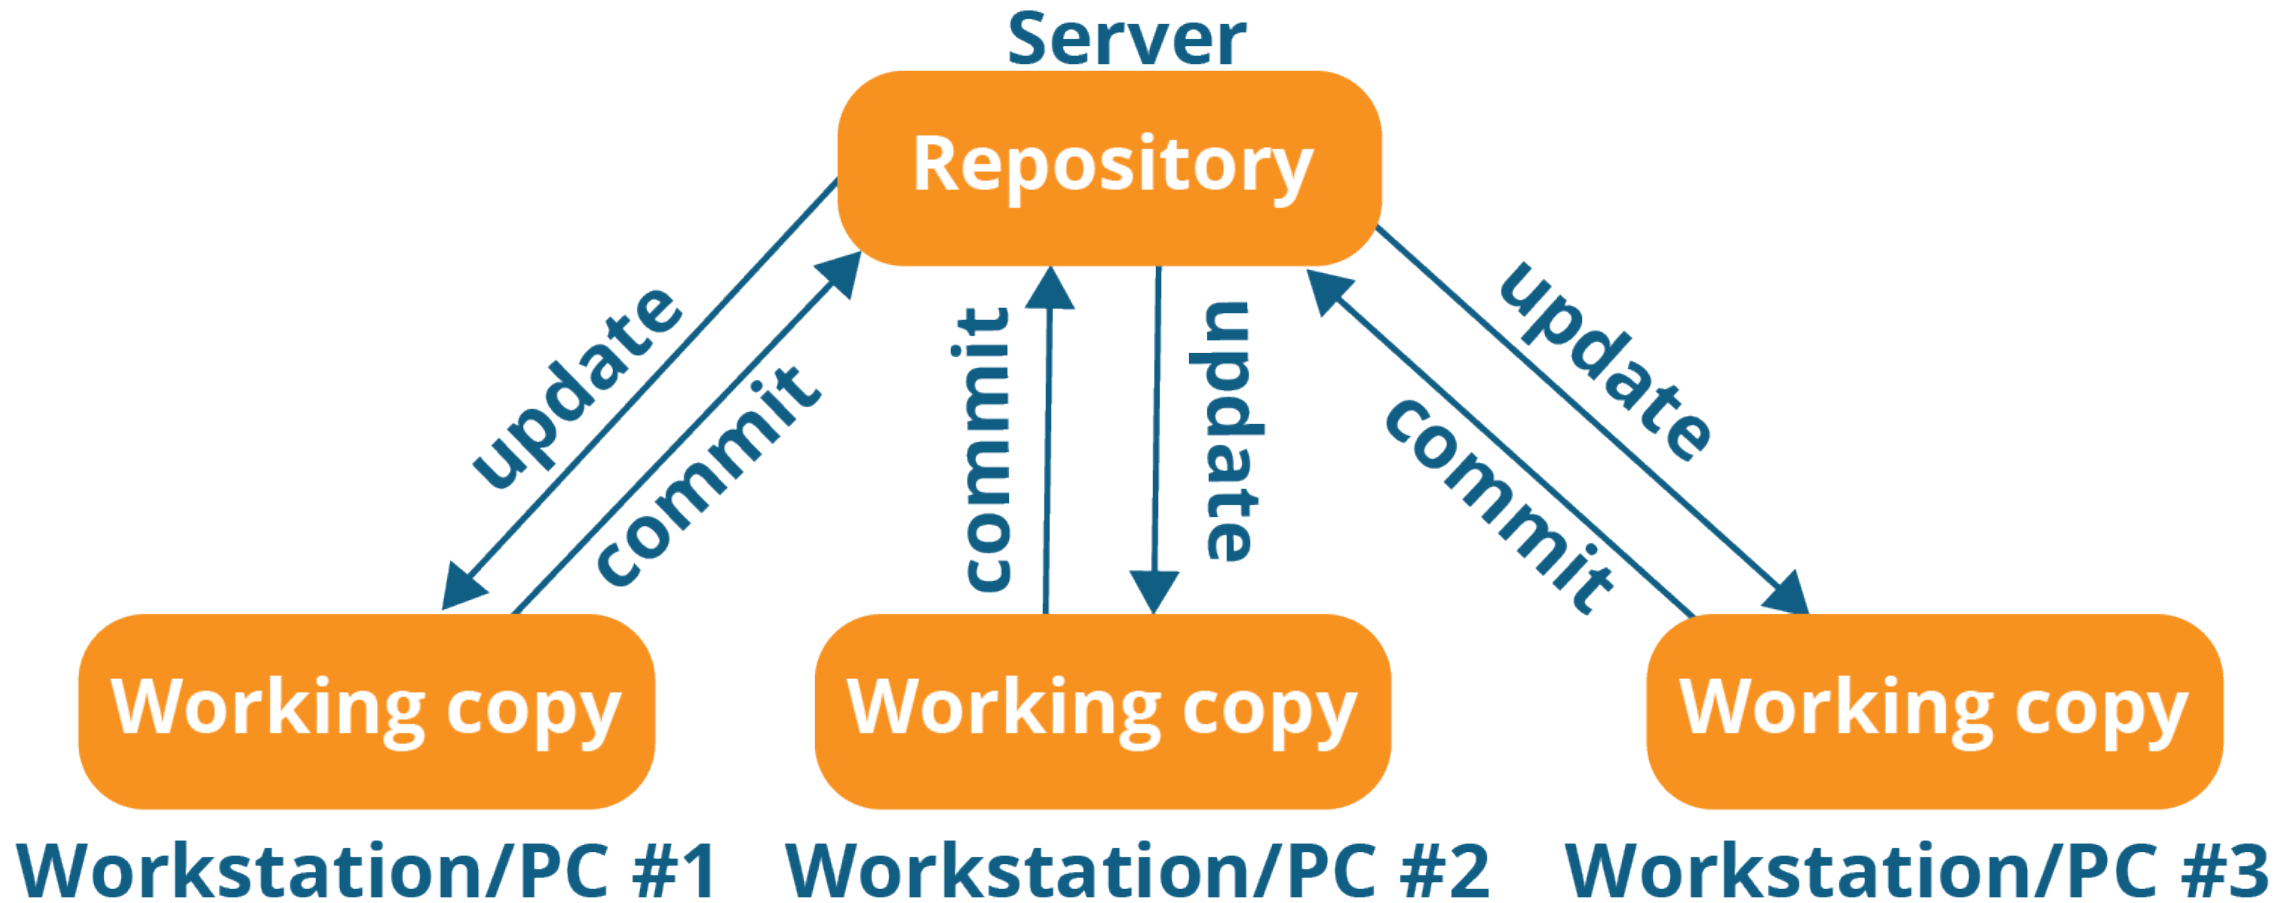 Server
Repository
update
commit
commit
update
update
commit
Working copy
Working copy
Working copy
Workstation/PC #1
Workstation/PC #2
Workstation/PC #3